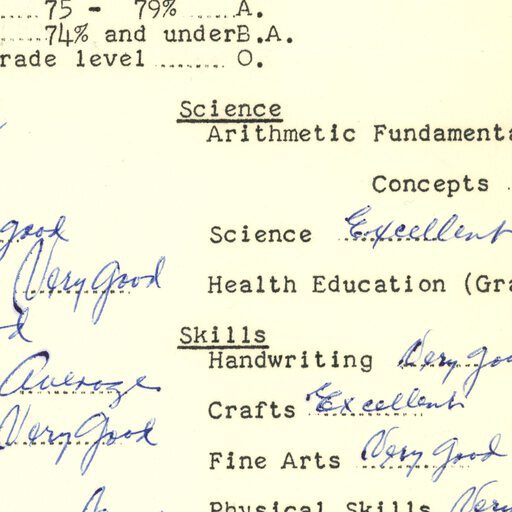 75 - 79% A.
74% and under B.A.
rade level O.
Science
Arithmetic Fundamenta
Concepts
good
Science Excellent
Very Good
Health Education (Gra
d
Skills
Handwriting Very goo
Average
Crafts Excellent
Very Good
Fine Arts Very good
Physical Skills Very